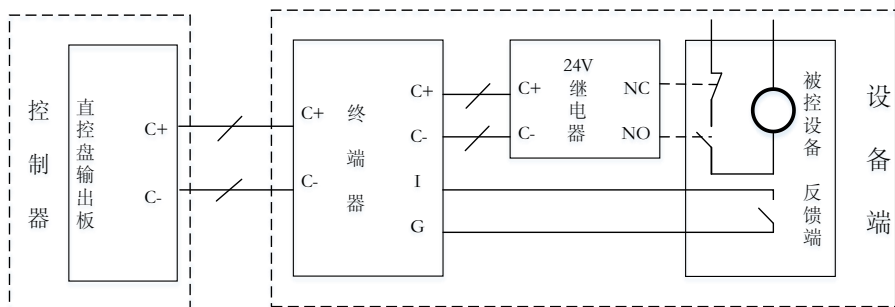 控制器
直控盘输出板
C+
C-
C+
C-
终端器
C+
C-
I
G
C+
C-
24V
继电器
NC
NO
被控设备
反馈端
设备端